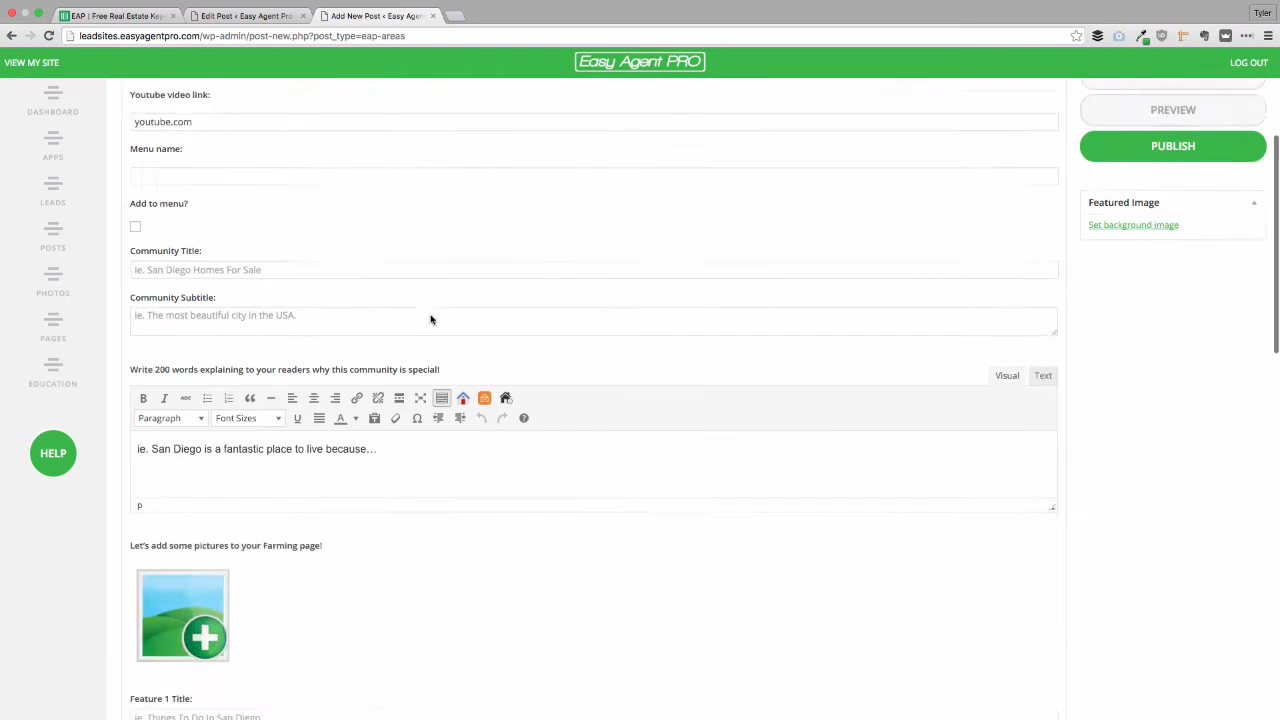 EAP | Free Real Estate Key
Edit Post ‹ Easy Agent Pro
Add New Post ‹ Easy Agen
Tyler
leadsites.easyagentpro.com/wp-admin/post-new.php?post_type=eap-areas
VIEW MY SITE
Easy Agent PRO
LOG OUT
DASHBOARD
APPS
LEADS
POSTS
PHOTOS
PAGES
EDUCATION
HELP
Youtube video link:
youtube.com
Menu name:
Add to menu?
Community Title:
ie. San Diego Homes For Sale
Community Subtitle:
ie. The most beautiful city in the USA.
Write 200 words explaining to your readers why this community is special!
Visual Text
B I ABC
Paragraph Font Sizes U A
ie. San Diego is a fantastic place to live because...
p
Let's add some pictures to your Farming page!
Feature 1 Title:
ie. Things To Do In San Diego
PREVIEW
PUBLISH
Featured Image
Set background image